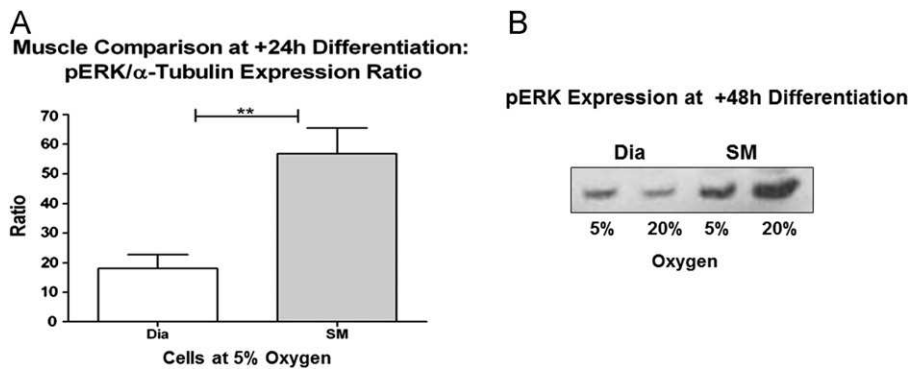 A
Muscle Comparison at +24h Differentiation:
pERK/α-Tubulin Expression Ratio
**
70
60
50
40
30
20
10
0
Ratio
Dia SM
Cells at 5% Oxygen
B
pERK Expression at +48h Differentiation
Dia SM
5% 20% 5% 20%
Oxygen